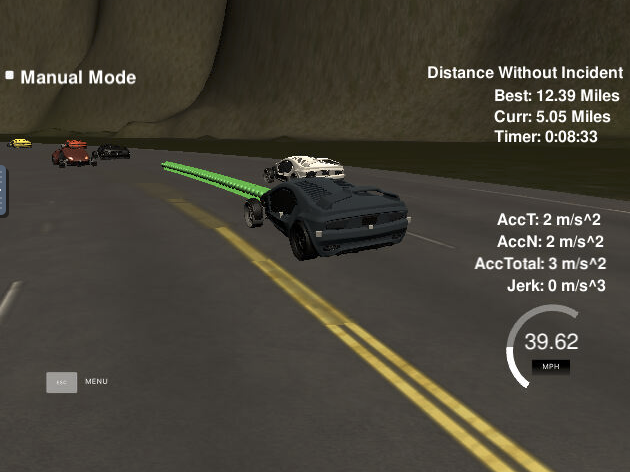 Manual Mode
Distance Without Incident
Best: 12.39 Miles
Curr: 5.05 Miles
Timer: 0:08:33
AccT: 2 m/s^2
AccN: 2 m/s^2
AccTotal: 3 m/s^2
Jerk: 0 m/s^3
39.62
MPH
ESC MENU